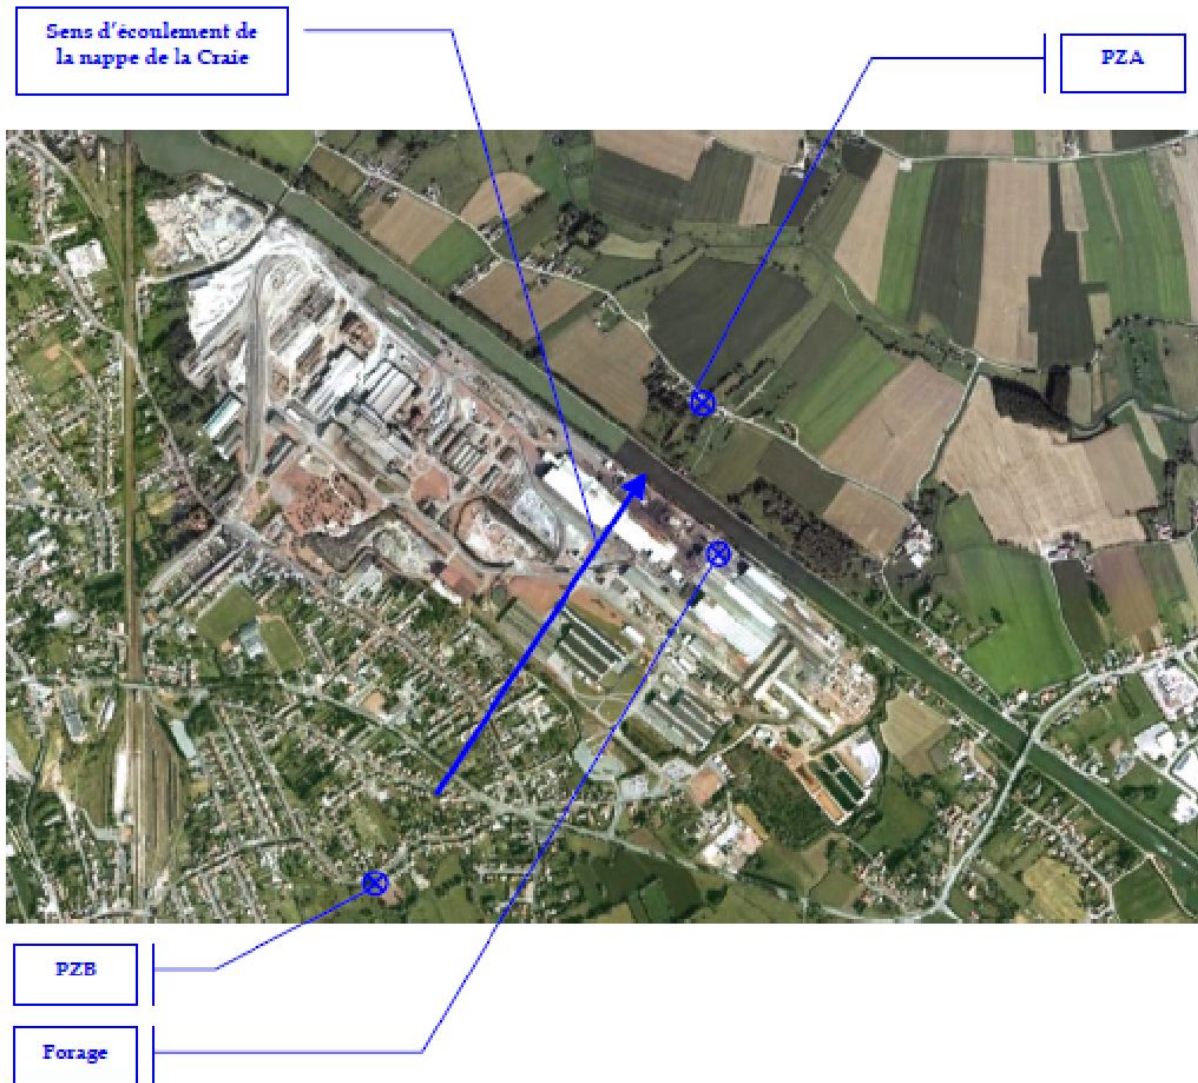 Sens d'écoulement de
la nappe de la Craie
PZA
PZB
Forage